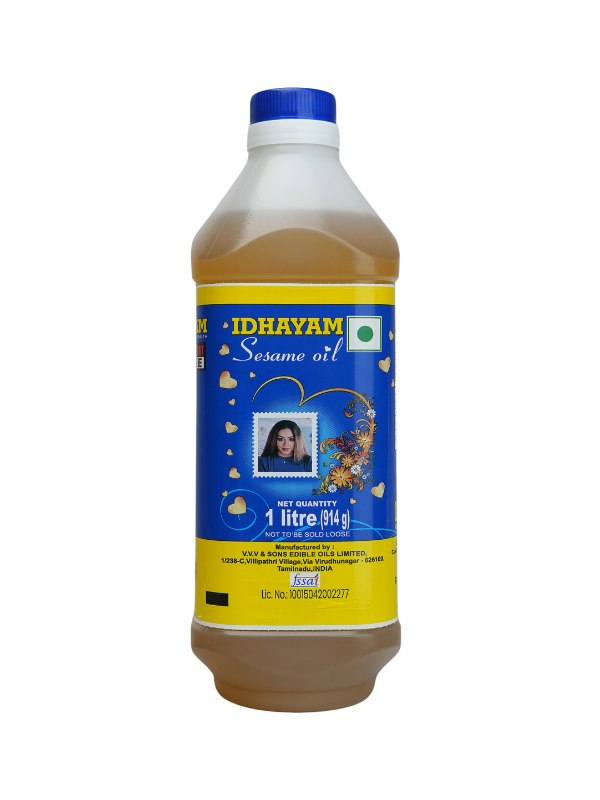 IDHAYAM
Sesame oil
NET QUANTITY
1 litre (914 g)
NOT TO BE SOLD LOOSE
Manufactured by :
V.V.V & SONS EDIBLE OILS LIMITED,
1/238-C,Villipathri Village,Via Virudhunagar - 626109.
Tamilnadu,INDIA
fssai
Lic. No.: 10015042002277